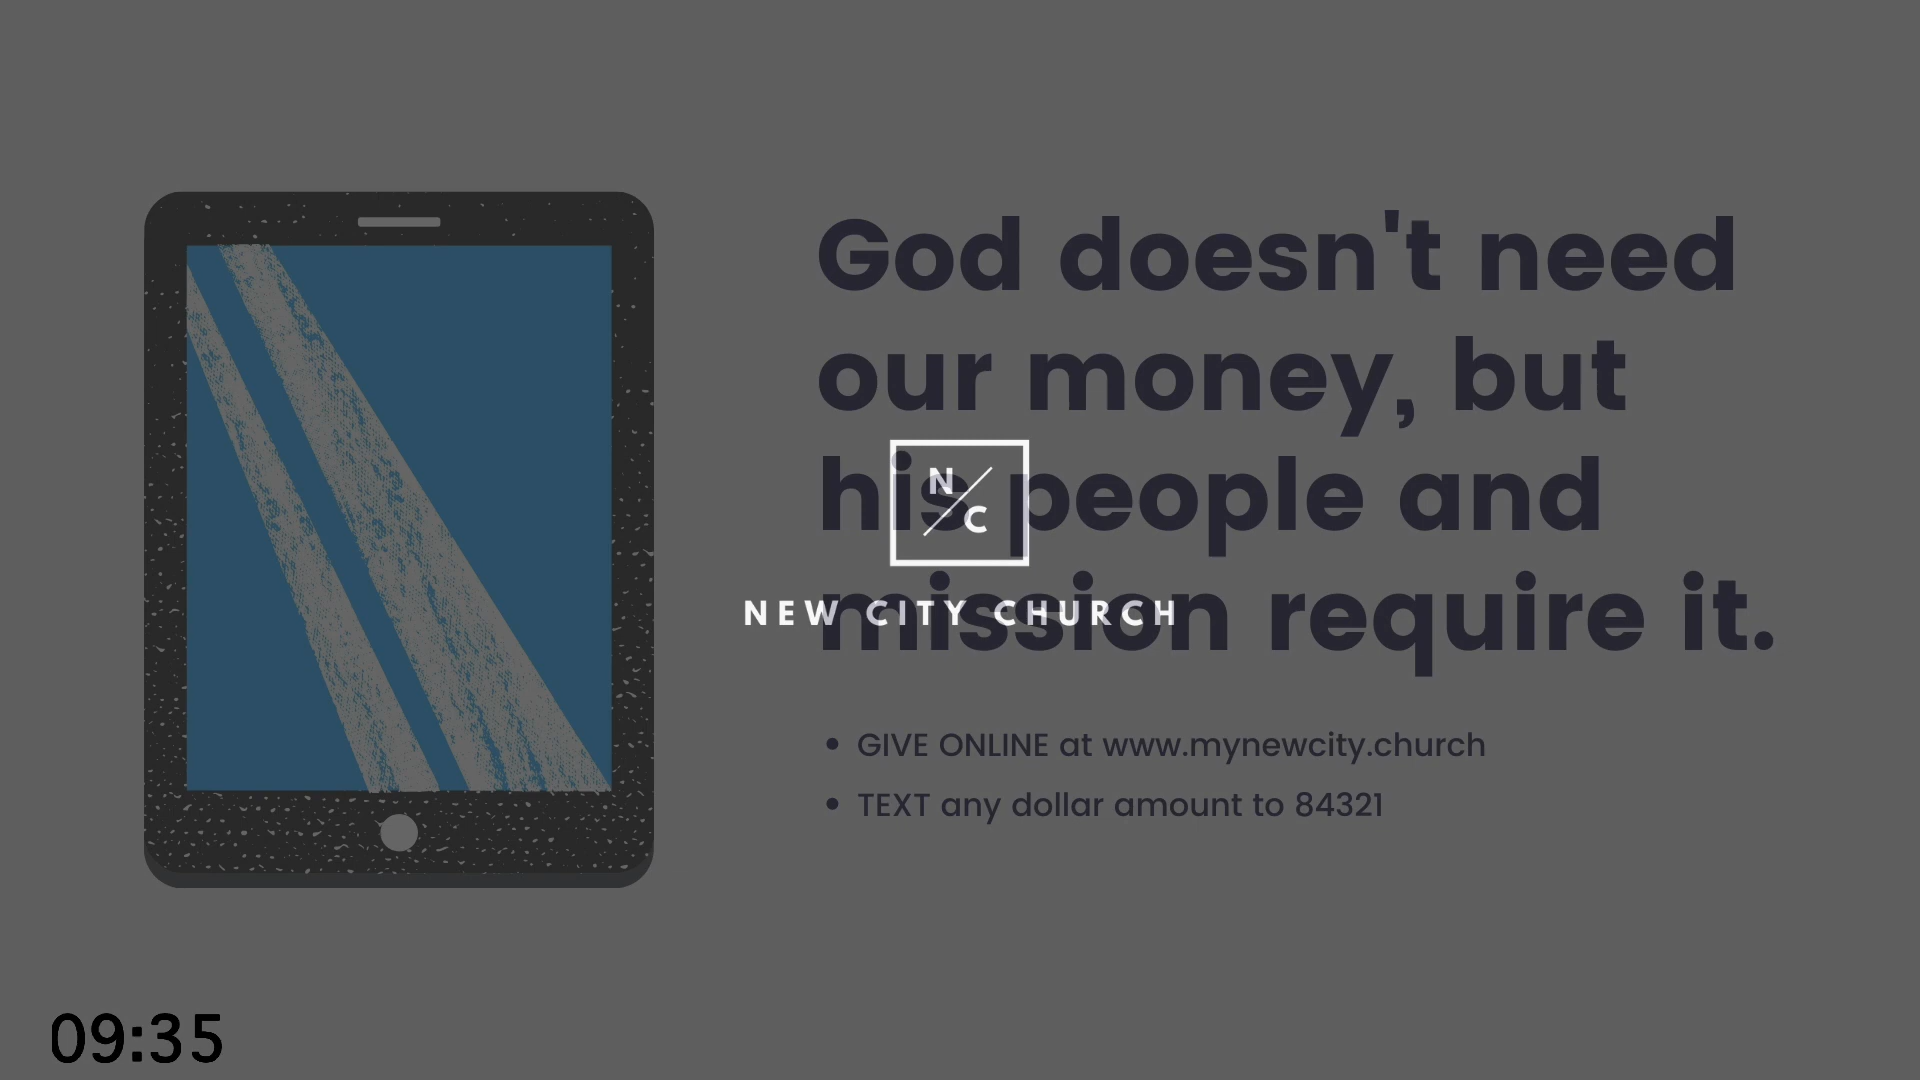 God doesn't need
our money, but
his people and
mission require it.
N
C
NEW CITY CHURCH
• GIVE ONLINE at www.mynewcity.church
• TEXT any dollar amount to 84321
09:35